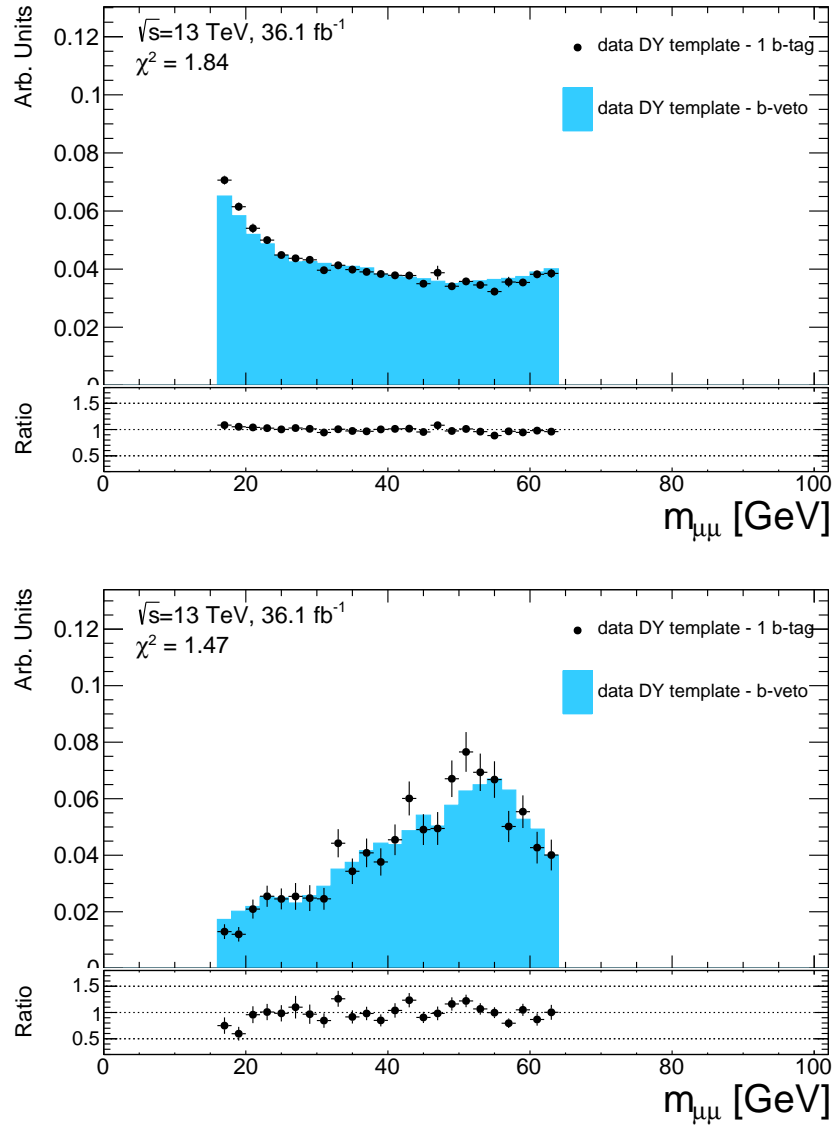 √s=13 TeV, 36.1 fb⁻¹
χ² = 1.84
data DY template - 1 b-tag
data DY template - b-veto
Arb. Units
0.12
0.1
0.08
0.06
0.04
0.02
0
Ratio
1.5
1
0.5
0 20 40 60 80 100
m_μμ [GeV]
√s=13 TeV, 36.1 fb⁻¹
χ² = 1.47
data DY template - 1 b-tag
data DY template - b-veto
Arb. Units
0.12
0.1
0.08
0.06
0.04
0.02
0
Ratio
1.5
1
0.5
0 20 40 60 80 100
m_μμ [GeV]